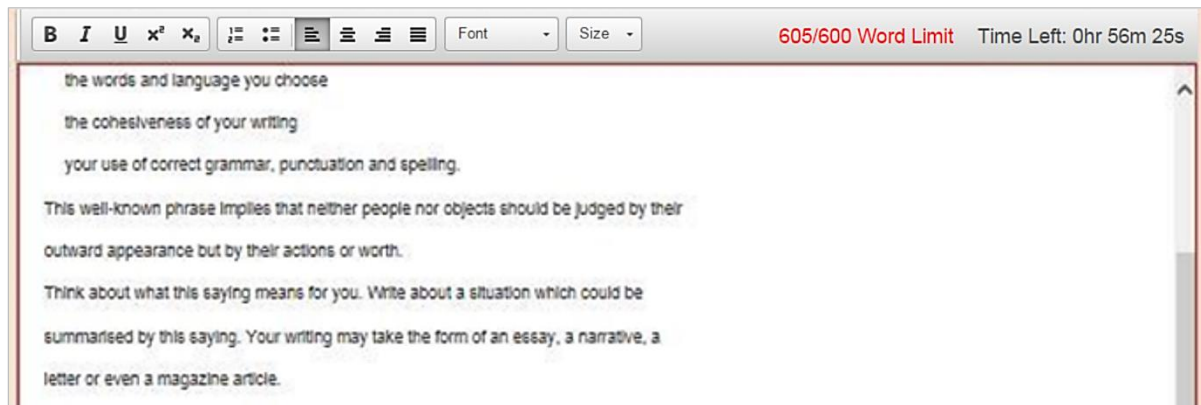 B I U x² x₂ Font Size 605/600 Word Limit Time Left: 0hr 56m 25s
the words and language you choose
the cohesiveness of your writing
your use of correct grammar, punctuation and spelling.
This well-known phrase implies that neither people nor objects should be judged by their
outward appearance but by their actions or worth.
Think about what this saying means for you. Write about a situation which could be
summarised by this saying. Your writing may take the form of an essay, a narrative, a
letter or even a magazine article.